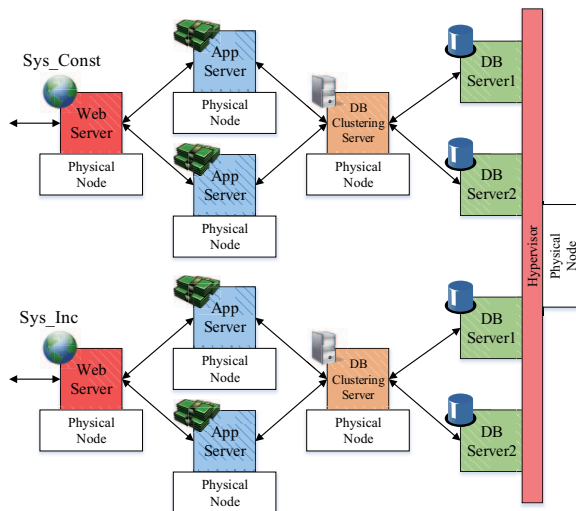 Sys_Const
Web
Server
Physical
Node
App
Server
Physical
Node
App
Server
Physical
Node
DB
Clustering
Server
Physical
Node
DB
Server1
DB
Server2
Sys_Inc
Web
Server
Physical
Node
App
Server
Physical
Node
App
Server
Physical
Node
DB
Clustering
Server
Physical
Node
DB
Server1
DB
Server2
Hypervisor
Physical
Node